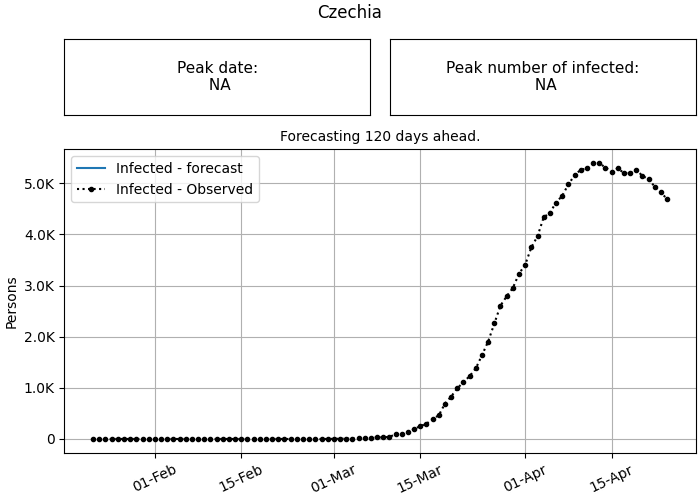 Czechia
Peak date:
NA
Peak number of infected:
NA
Forecasting 120 days ahead.
Infected - forecast
Infected - Observed
5.0K
4.0K
3.0K
2.0K
1.0K
0
Persons
01-Feb
15-Feb
01-Mar
15-Mar
01-Apr
15-Apr